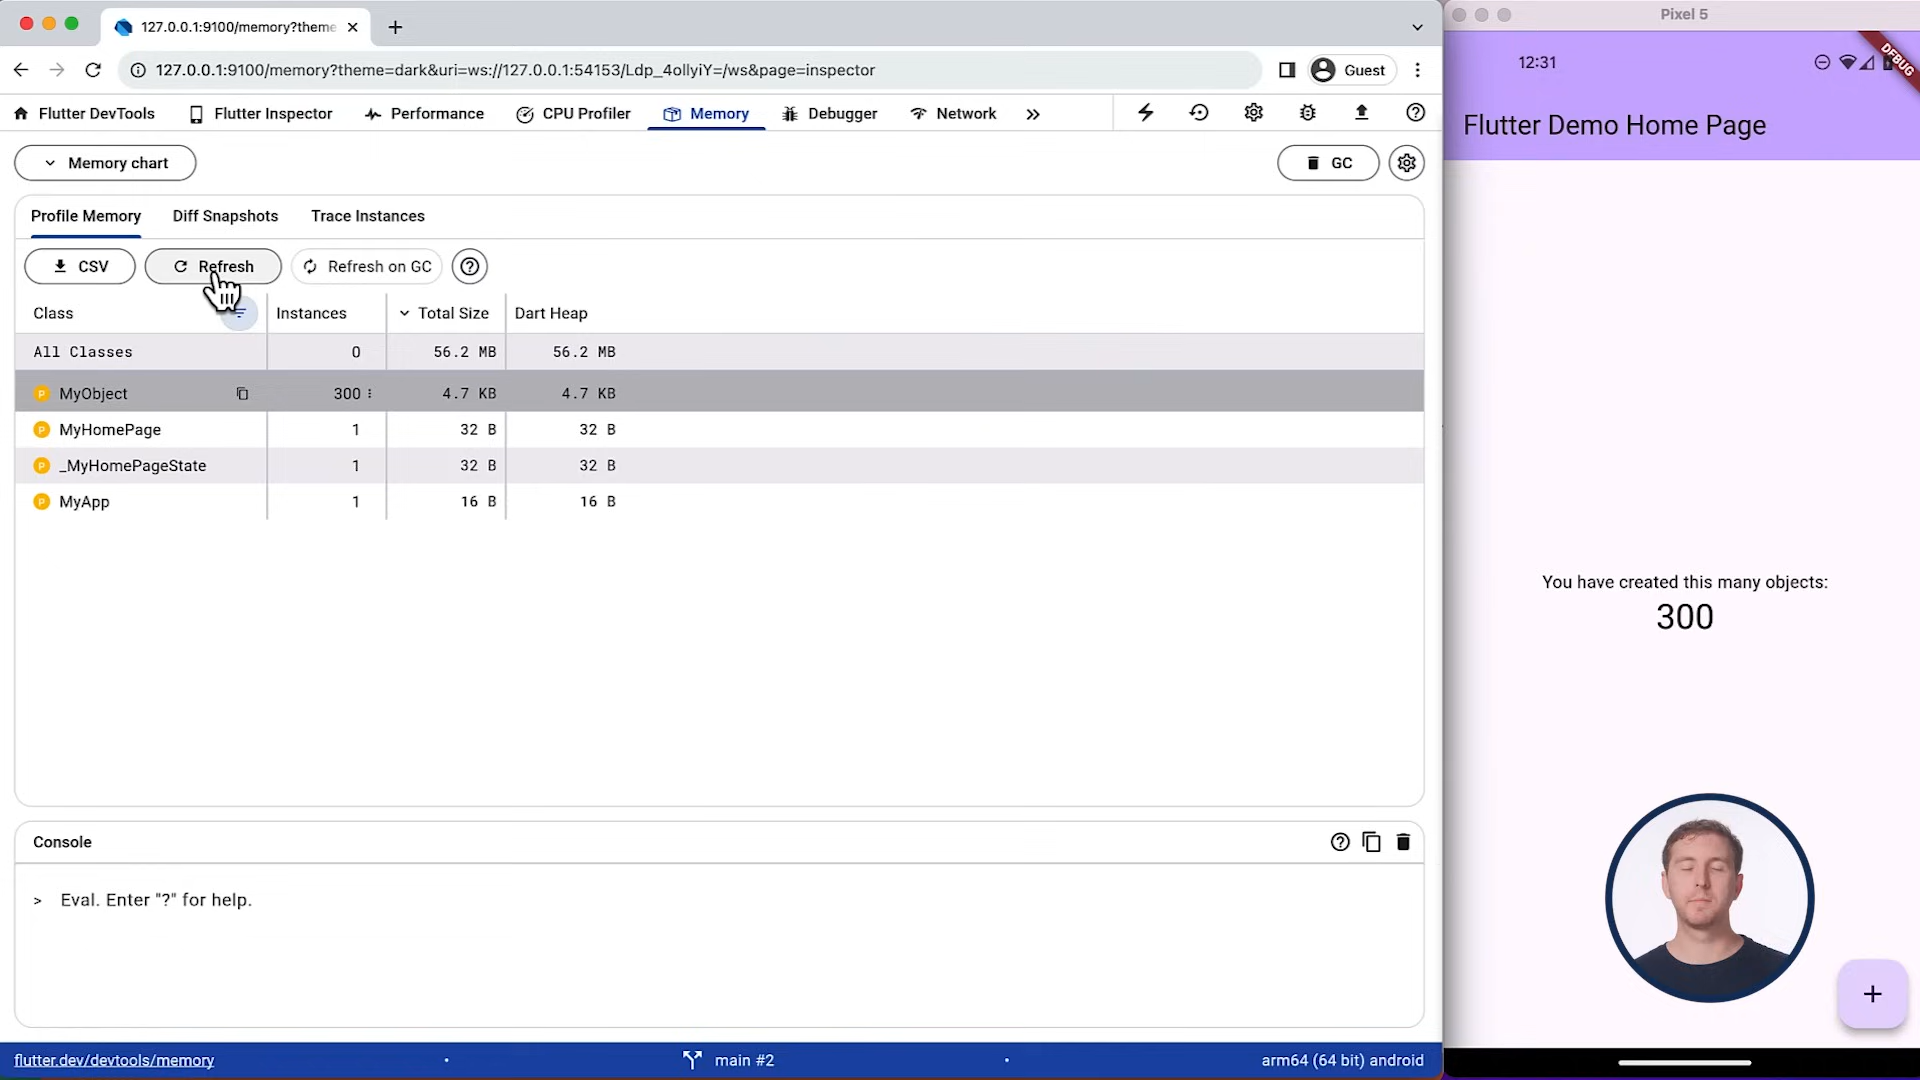 127.0.0.1:9100/memory?theme
127.0.0.1:9100/memory?theme=dark&uri=ws://127.0.0.1:54153/Ldp_4ollyiY=/ws&page=inspector
Guest
Flutter DevTools
Flutter Inspector
Performance
CPU Profiler
Memory
Debugger
Network
Memory chart
GC
Profile Memory
Diff Snapshots
Trace Instances
CSV
Refresh
Refresh on GC
Class
Instances
Total Size
Dart Heap
All Classes 0 56.2 MB 56.2 MB
P MyObject 300 4.7 KB 4.7 KB
P MyHomePage 1 32 B 32 B
P _MyHomePageState 1 32 B 32 B
P MyApp 1 16 B 16 B
Console
> Eval. Enter "?" for help.
flutter.dev/devtools/memory
main #2
arm64 (64 bit) android
Pixel 5
12:31
DEBUG
Flutter Demo Home Page
You have created this many objects:
300
+